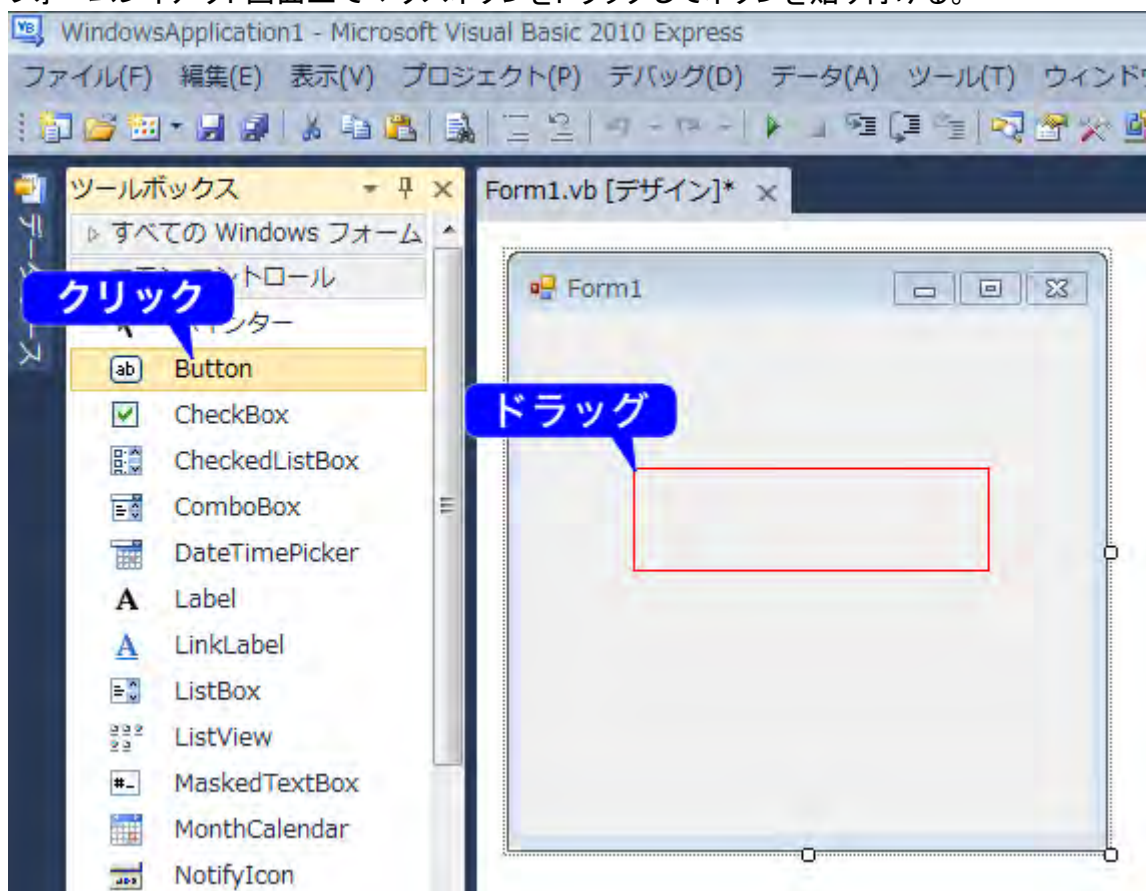 WindowsApplication1 - Microsoft Visual Basic 2010 Express
ファイル(F) 編集(E) 表示(V) プロジェクト(P) デバッグ(D) データ(A) ツール(T) ウィンド
ツールボックス
Form1.vb [デザイン]*
すべての Windows フォーム
トロール
クリック
Form1
ンター
Button
ドラッグ
CheckBox
CheckedListBox
ComboBox
DateTimePicker
Label
LinkLabel
ListBox
ListView
MaskedTextBox
MonthCalendar
NotifyIcon